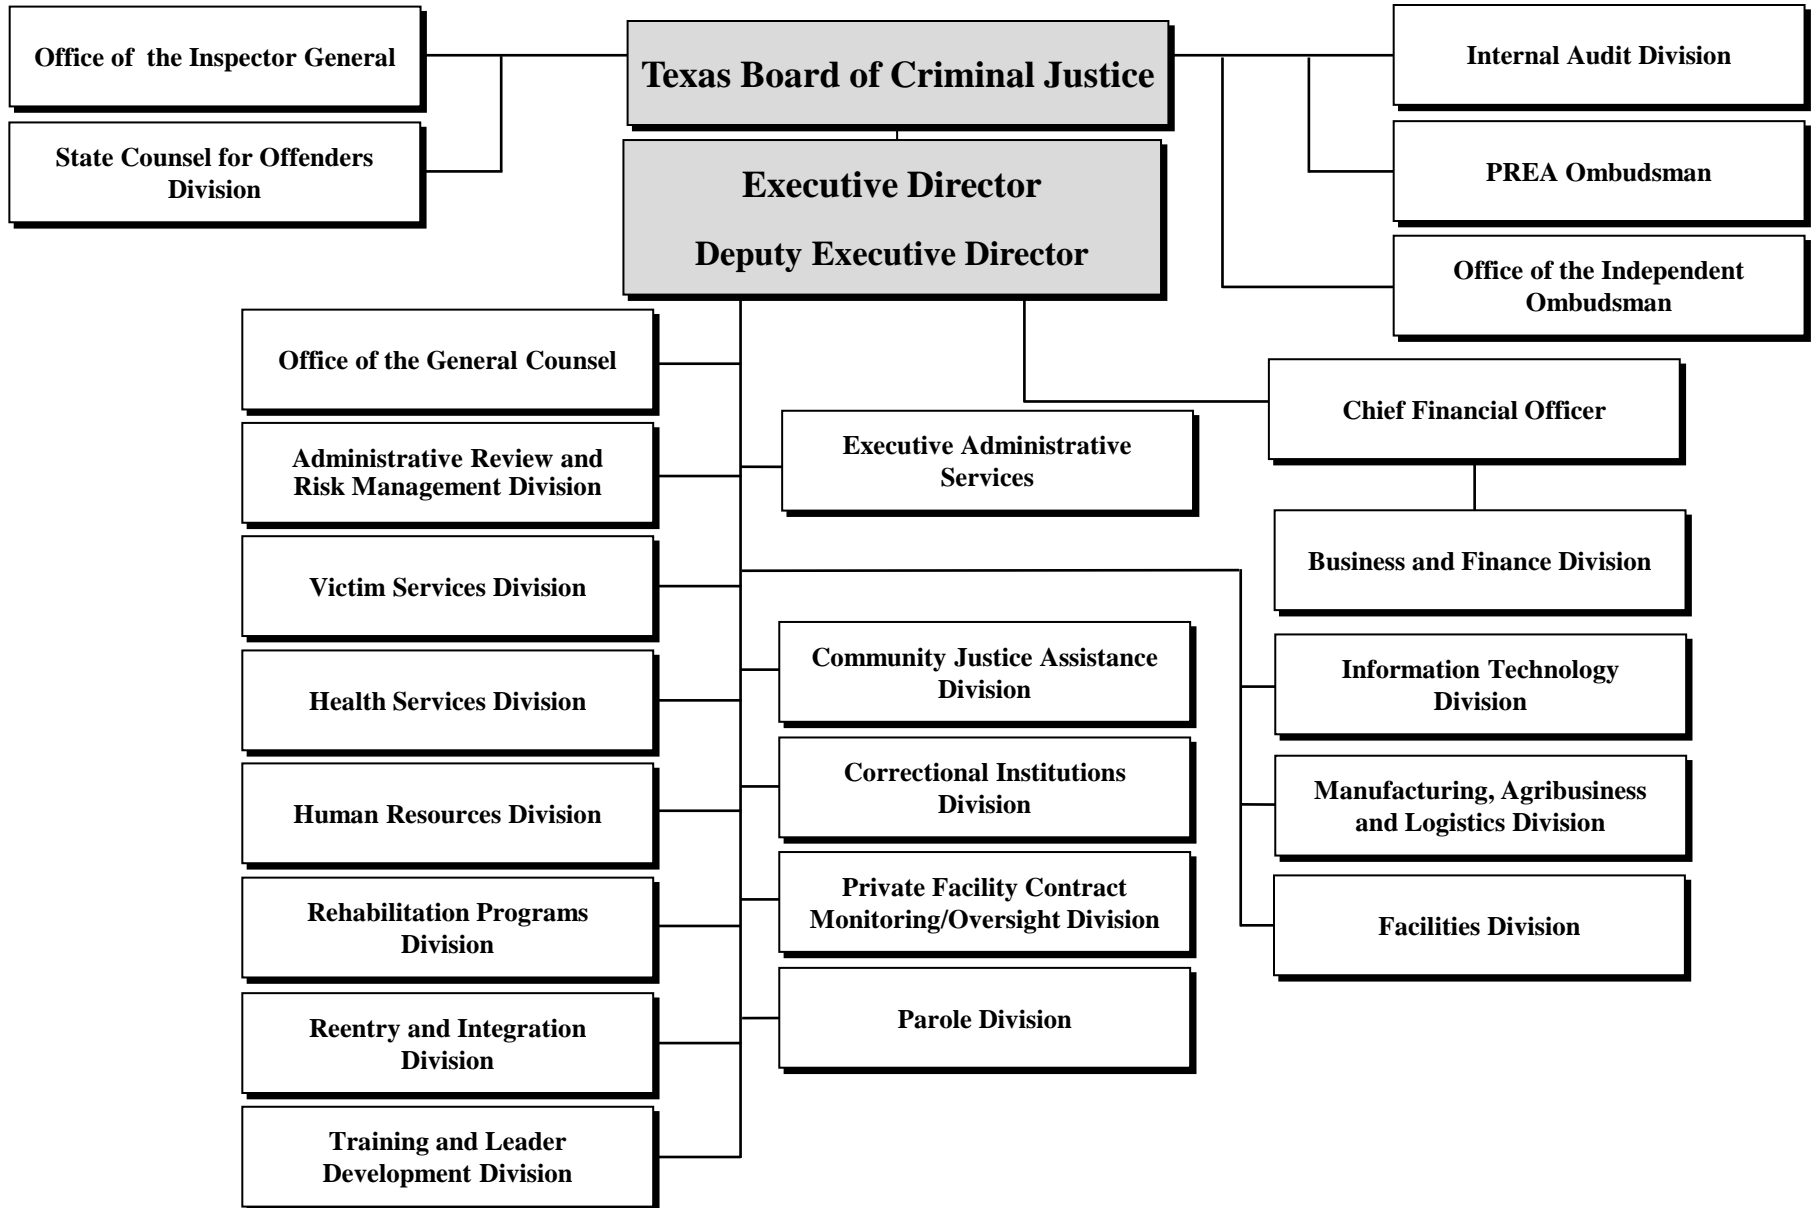 Office of the Inspector General
Texas Board of Criminal Justice
Internal Audit Division
State Counsel for Offenders
Division
PREA Ombudsman
Executive Director
Deputy Executive Director
Office of the Independent
Ombudsman
Office of the General Counsel
Chief Financial Officer
Administrative Review and
Risk Management Division
Executive Administrative
Services
Business and Finance Division
Victim Services Division
Community Justice Assistance
Division
Information Technology
Division
Health Services Division
Correctional Institutions
Division
Manufacturing, Agribusiness
and Logistics Division
Human Resources Division
Private Facility Contract
Monitoring/Oversight Division
Facilities Division
Rehabilitation Programs
Division
Parole Division
Reentry and Integration
Division
Training and Leader
Development Division